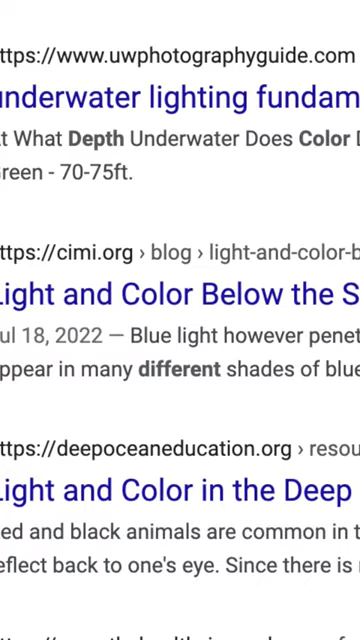 ttps://www.uwphotographyguide.com
underwater lighting fundam
t What Depth Underwater Does Color
reen - 70-75ft.
ttps://cimi.org › blog › light-and-color-b
Light and Color Below the S
ul 18, 2022 — Blue light however penet
ppear in many different shades of blue
ttps://deepoceaneducation.org › resou
Light and Color in the Deep
ed and black animals are common in t
eflect back to one's eye. Since there is